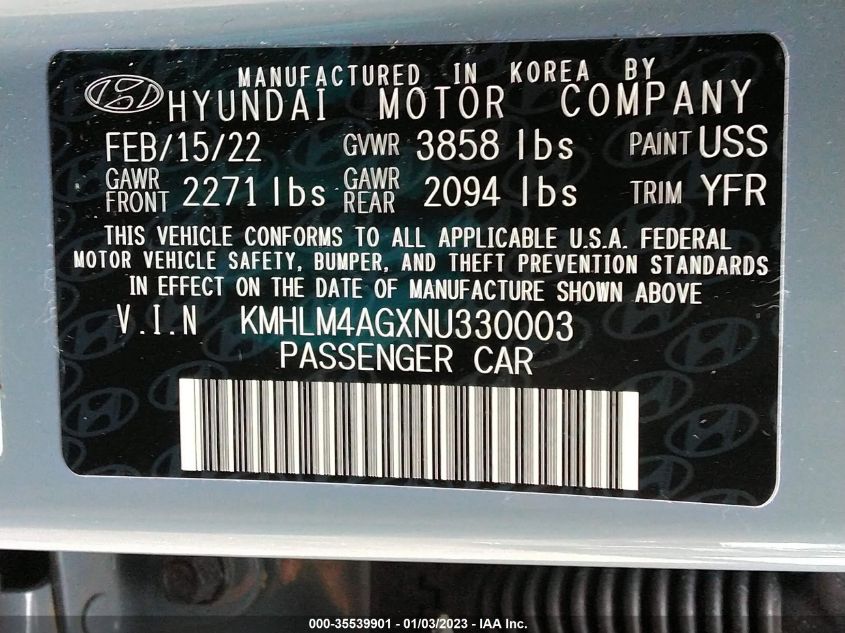 MANUFACTURED IN KOREA BY
HYUNDAI MOTOR COMPANY
FEB/15/22 GVWR 3858 lbs PAINT USS
GAWR FRONT 2271 lbs GAWR REAR 2094 lbs TRIM YFR
THIS VEHICLE CONFORMS TO ALL APPLICABLE U.S.A. FEDERAL
MOTOR VEHICLE SAFETY, BUMPER, AND THEFT PREVENTION STANDARDS
IN EFFECT ON THE DATE OF MANUFACTURE SHOWN ABOVE
V.I.N KMHLM4AGXNU330003
PASSENGER CAR
000-35539901 - 01/03/2023 - IAA Inc.